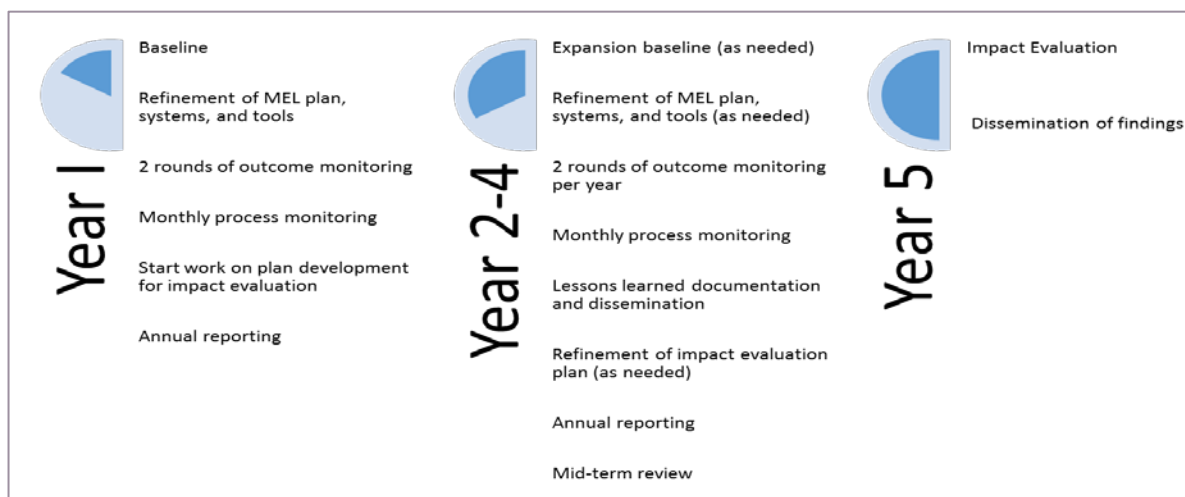 Year I
Baseline
Refinement of MEL plan,
systems, and tools
2 rounds of outcome monitoring
Monthly process monitoring
Start work on plan development
for impact evaluation
Annual reporting
Year 2-4
Expansion baseline (as needed)
Refinement of MEL plan,
systems, and tools (as needed)
2 rounds of outcome monitoring
per year
Monthly process monitoring
Lessons learned documentation
and dissemination
Refinement of impact evaluation
plan (as needed)
Annual reporting
Mid-term review
Year 5
Impact Evaluation
Dissemination of findings